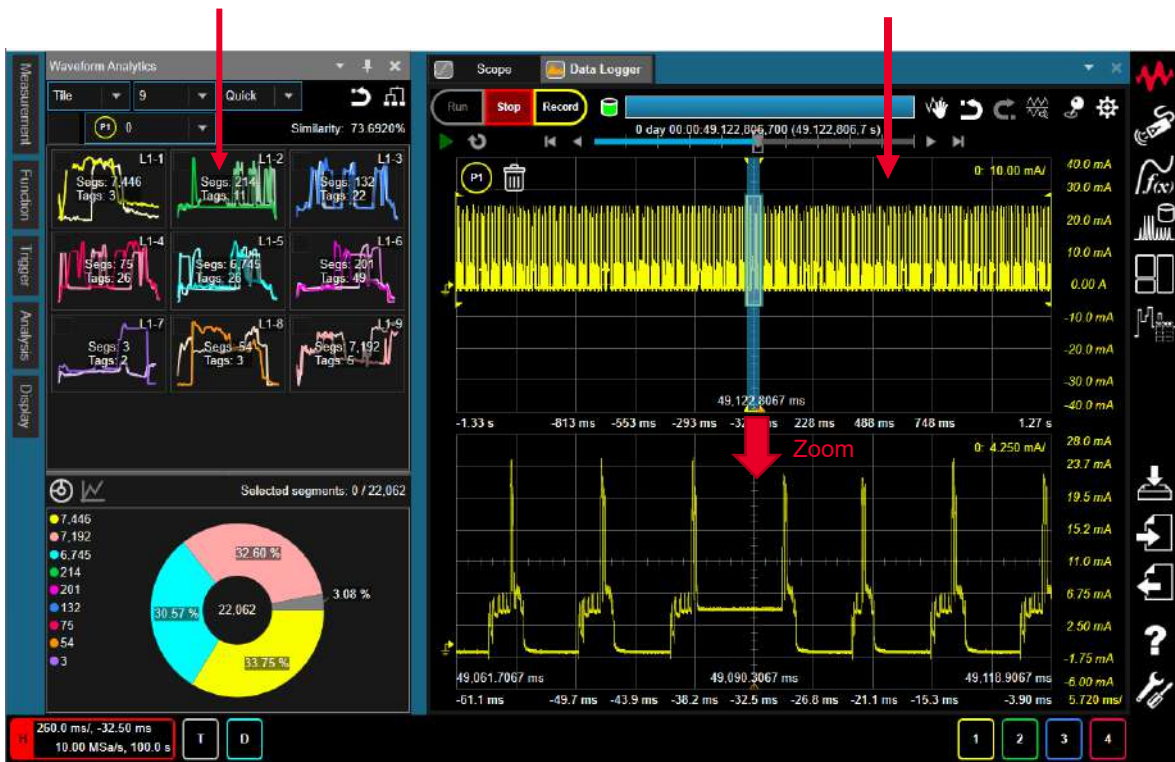 Measurement
Function
Trigger
Analysis
Display
Waveform Analytics
Tile 9 Quick
P1 0 Similarity: 73.6920%
L1-1
Segs: 7,446
Tags: 3
L1-2
Segs: 214
Tags: 11
L1-3
Segs: 132
Tags: 22
L1-4
Segs: 75
Tags: 26
L1-5
Segs: 6,745
Tags: 26
L1-6
Segs: 201
Tags: 49
L1-7
Segs: 3
Tags: 2
L1-8
Segs: 54
Tags: 3
L1-9
Segs: 7,192
Tags: 5
Selected segments: 0 / 22,062
7,446
7,192
6,745
214
201
132
75
54
3
32.60 %
3.08 %
30.57 %
22,062
33.75 %
Scope Data Logger
Run Stop Record
0 day 00:00:49.122,806,700 (49.122,806,7 s)
P1
0: 10.00 mA/
40.0 mA
30.0 mA
20.0 mA
10.0 mA
0.00 A
-10.0 mA
-20.0 mA
-30.0 mA
-40.0 mA
49,122.8067 ms
-1.33 s -813 ms -553 ms -293 ms 228 ms 488 ms 748 ms 1.27 s
Zoom
0: 4.250 mA/
28.0 mA
23.7 mA
19.5 mA
15.2 mA
11.0 mA
6.75 mA
2.50 mA
-1.75 mA
-6.00 mA
49,061.7067 ms 49,090.3067 ms 49,118.9067 ms
-61.1 ms -49.7 ms -43.9 ms -38.2 ms -32.5 ms -26.8 ms -21.1 ms -15.3 ms -3.90 ms 5.720 ms/
f(x)
?
H
260.0 ms/, -32.50 ms
10.00 MSa/s, 100.0 s
T D
1 2 3 4